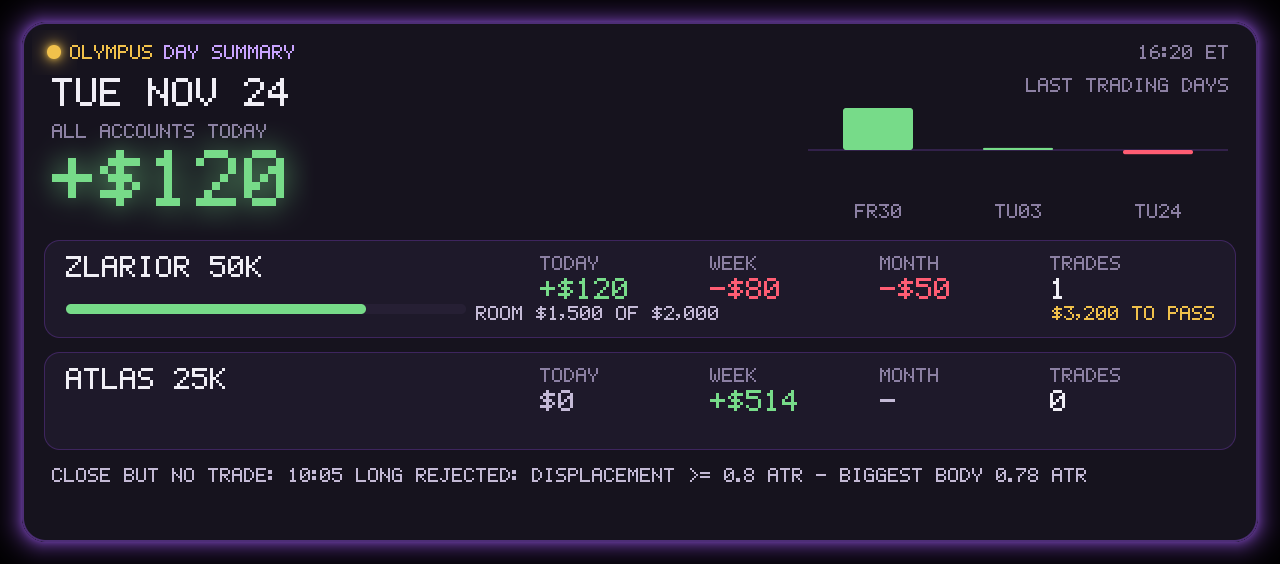 OLYMPUS DAY SUMMARY
16:20 ET
TUE NOV 24
LAST TRADING DAYS
ALL ACCOUNTS TODAY
+$120
FR30 TU03 TU24
ZLARIOR 50K
TODAY WEEK MONTH TRADES
+$120 -$80 -$50 1
ROOM $1,500 OF $2,000
$3,200 TO PASS
ATLAS 25K
TODAY WEEK MONTH TRADES
$0 +$514 - 0
CLOSE BUT NO TRADE: 10:05 LONG REJECTED: DISPLACEMENT >= 0.8 ATR - BIGGEST BODY 0.78 ATR